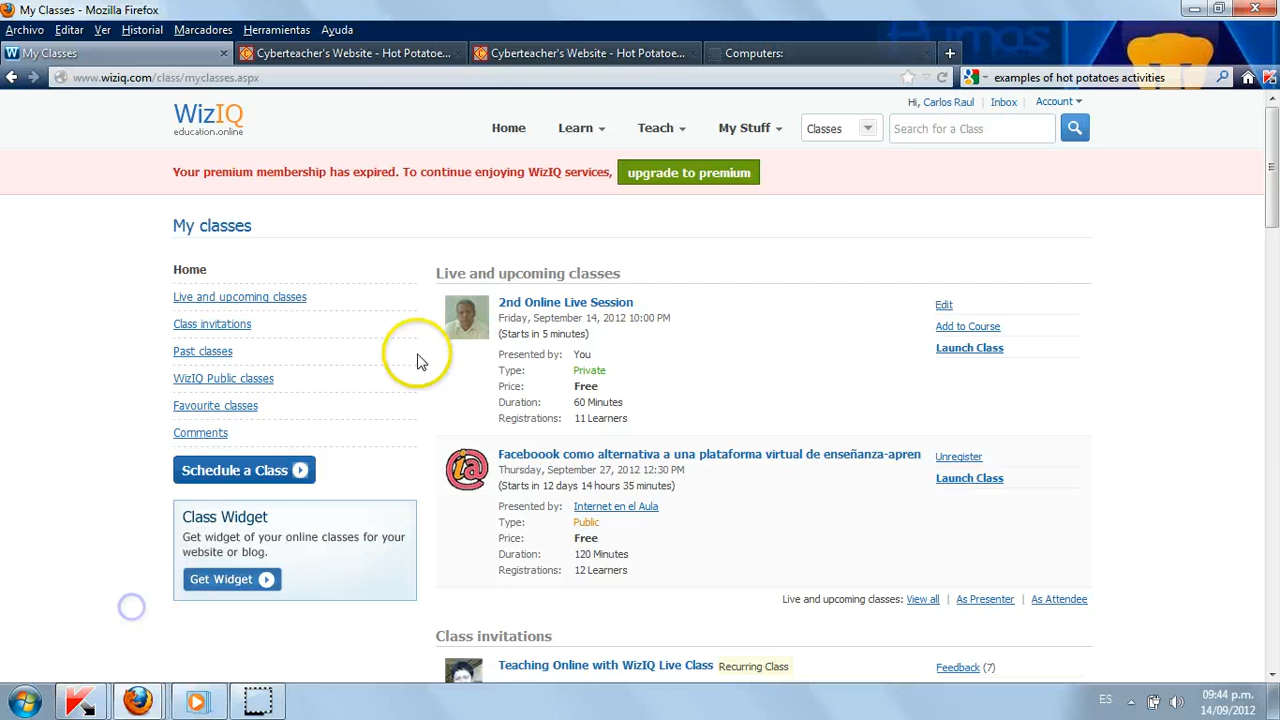 My Classes - Mozilla Firefox
Archivo Editar Ver Historial Marcadores Herramientas Ayuda
My Classes
Cyberteacher's Website - Hot Potatoe...
Cyberteacher's Website - Hot Potatoe...
Computers:
www.wiziq.com/class/myclasses.aspx
examples of hot potatoes activities
WizIQ
education.online
Hi, Carlos Raul | Inbox | Account
Home Learn Teach My Stuff Classes Search for a Class
Your premium membership has expired. To continue enjoying WizIQ services, upgrade to premium
My classes
Home
Live and upcoming classes
Class invitations
Past classes
WizIQ Public classes
Favourite classes
Comments
Schedule a Class
Class Widget
Get widget of your online classes for your
website or blog.
Get Widget
Live and upcoming classes
2nd Online Live Session
Friday, September 14, 2012 10:00 PM
(Starts in 5 minutes)
Presented by: You
Type: Private
Price: Free
Duration: 60 Minutes
Registrations: 11 Learners
Edit
Add to Course
Launch Class
Faceboook como alternativa a una plataforma virtual de enseñanza-apren
Thursday, September 27, 2012 12:30 PM
(Starts in 12 days 14 hours 35 minutes)
Presented by: Internet en el Aula
Type: Public
Price: Free
Duration: 120 Minutes
Registrations: 12 Learners
Unregister
Launch Class
Live and upcoming classes: View all | As Presenter | As Attendee
Class invitations
Teaching Online with WizIQ Live Class Recurring Class
Feedback (7)
ES
09:44 p.m.
14/09/2012